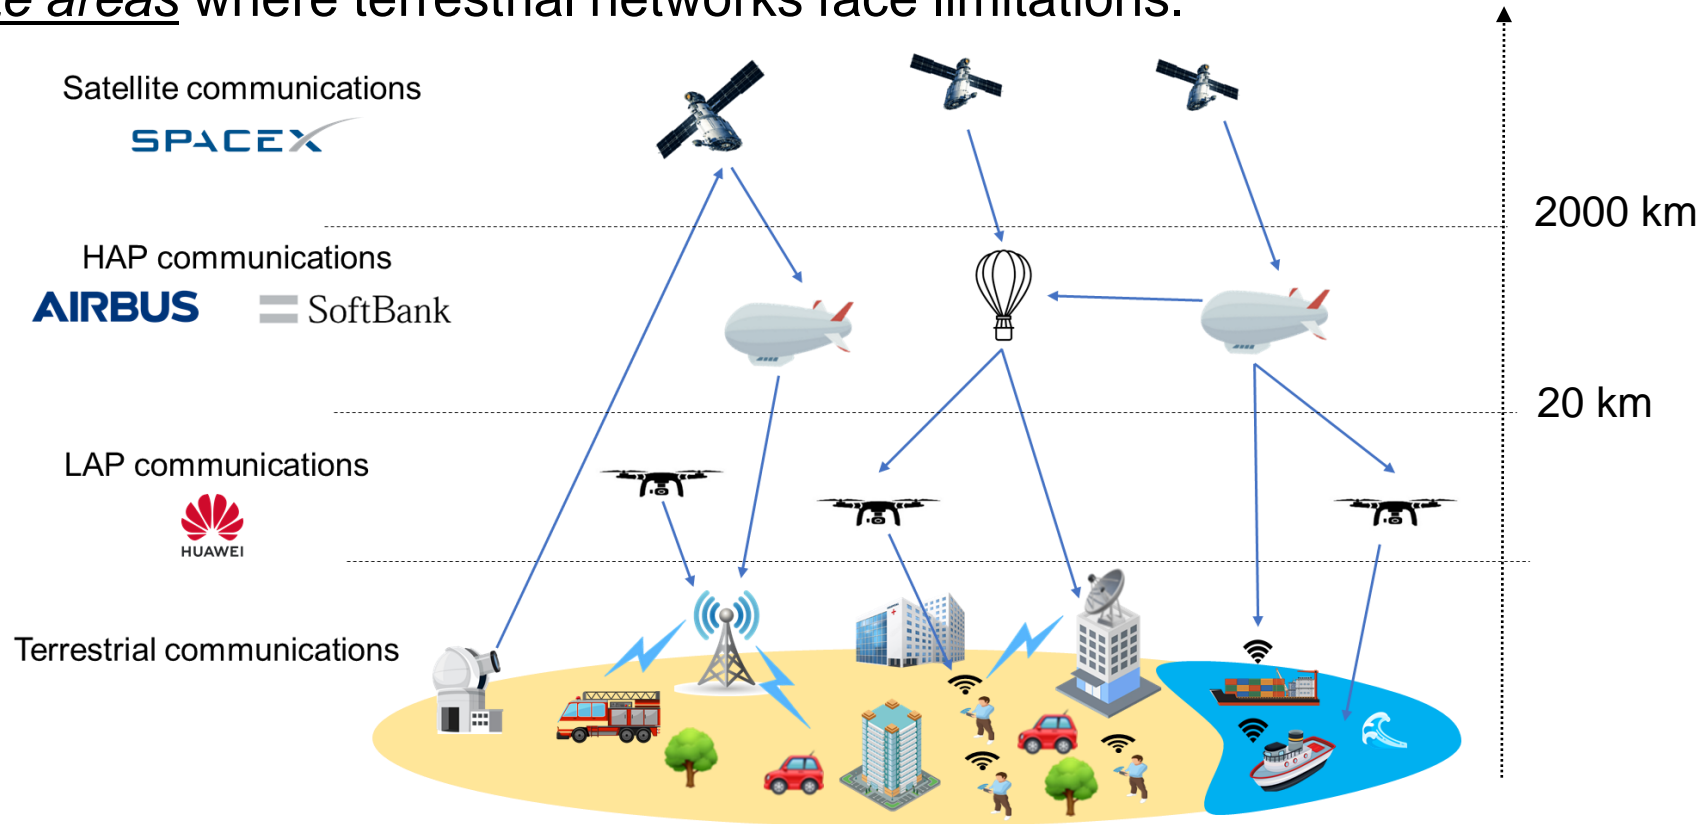 areas where terrestrial networks face limitations.
Satellite communications
SPACEX
2000 km
HAP communications
AIRBUS
SoftBank
20 km
LAP communications
HUAWEI
Terrestrial communications